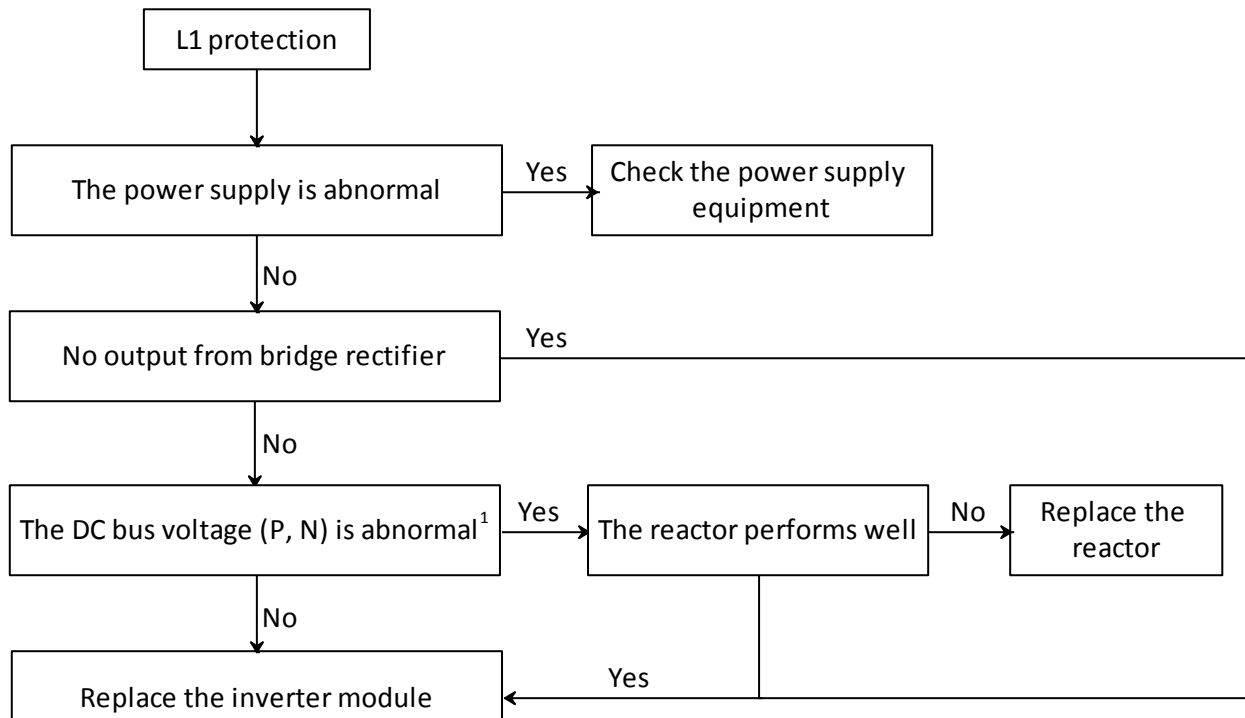 L1 protection
The power supply is abnormal
Yes
Check the power supply
equipment
No
No output from bridge rectifier
Yes
No
The DC bus voltage (P, N) is abnormal1
Yes
The reactor performs well
No
Replace the
reactor
No
Replace the inverter module
Yes